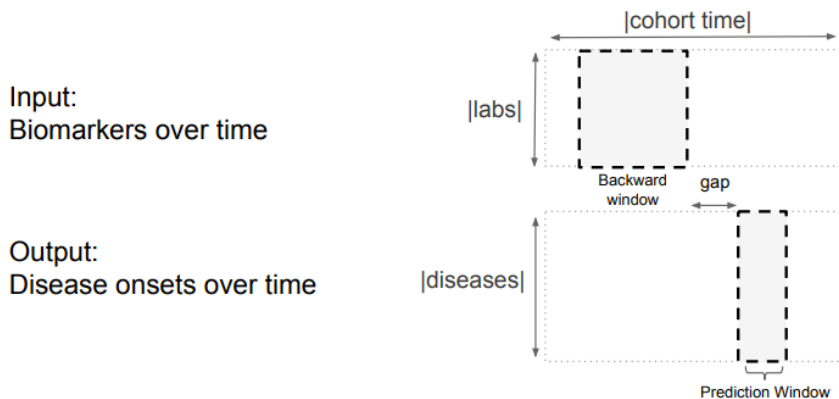 |cohort time|
Input:
Biomarkers over time
|labs|
Backward
window
gap
Output:
Disease onsets over time
|diseases|
Prediction Window